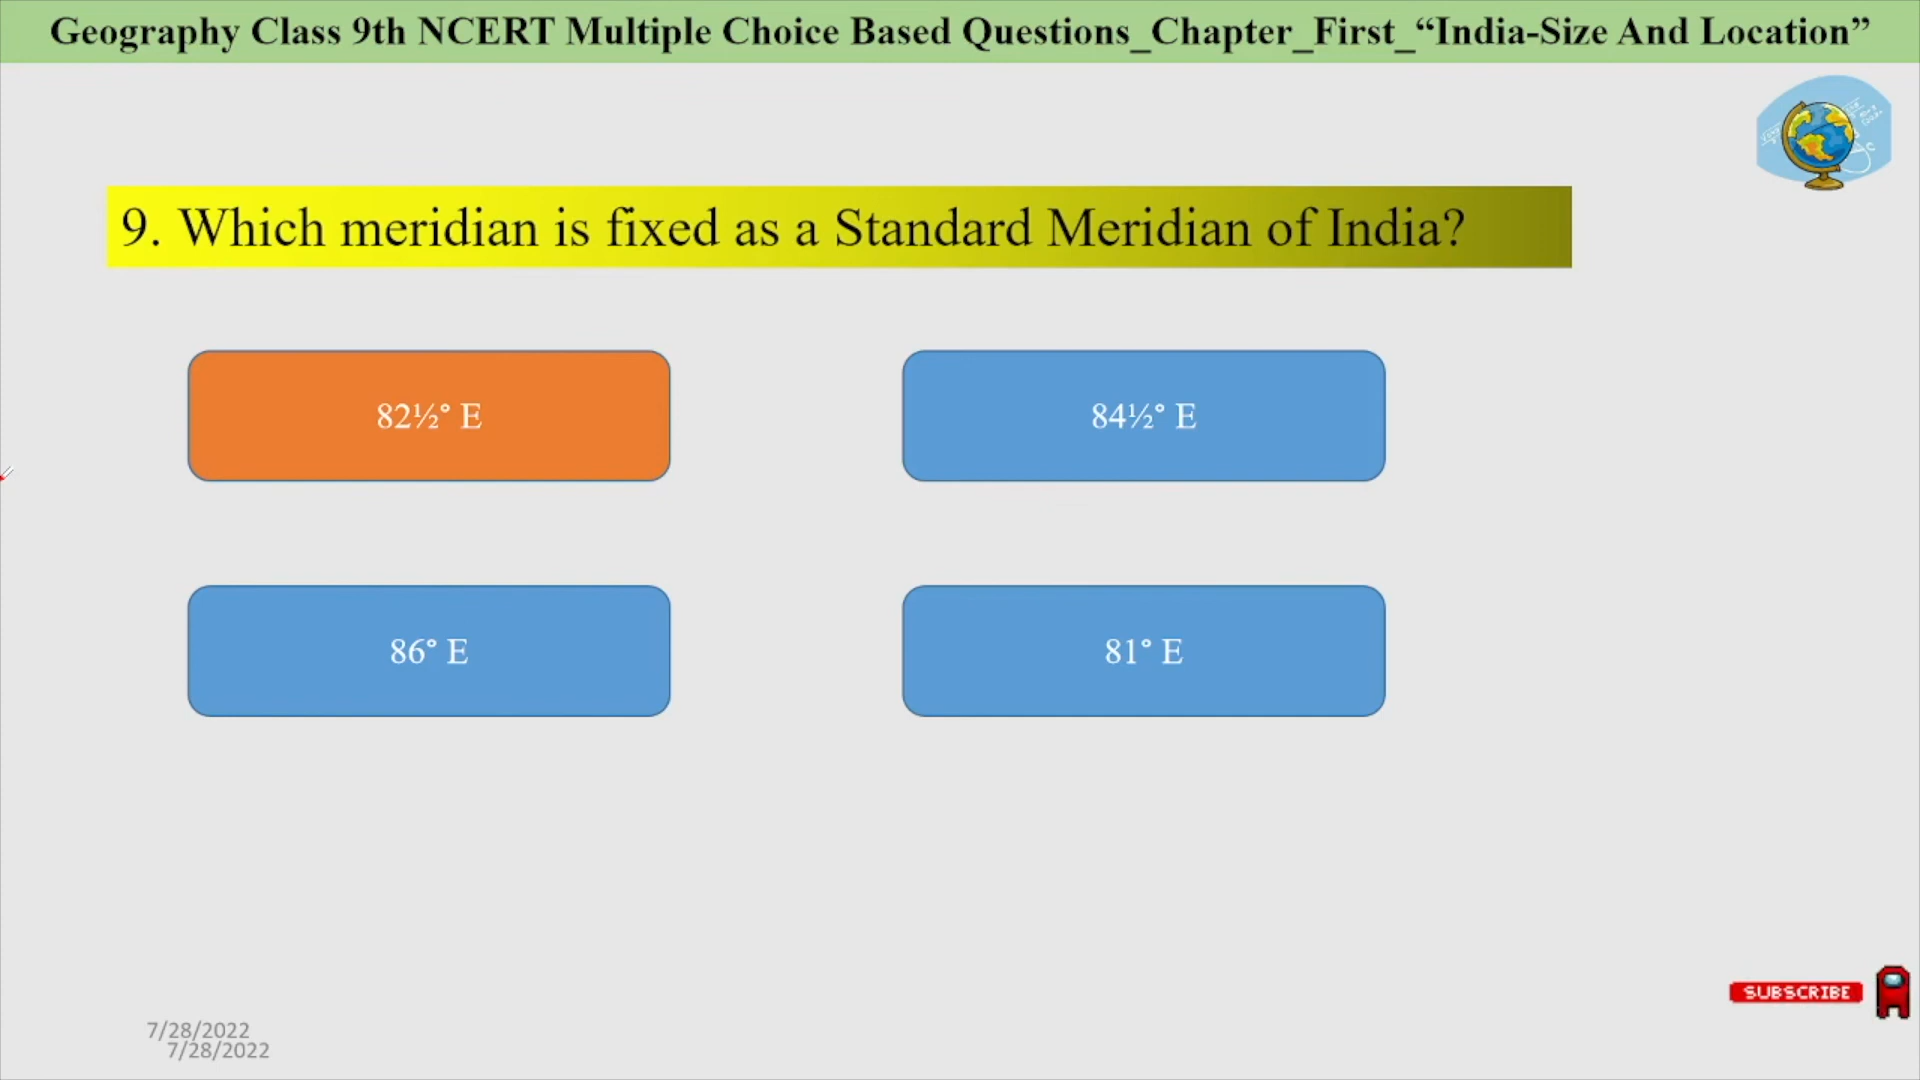 Geography Class 9th NCERT Multiple Choice Based Questions_Chapter_First_“India-Size And Location”
9. Which meridian is fixed as a Standard Meridian of India?
82½° E
84½° E
86° E
81° E
SUBSCRIBE
7/28/2022
7/28/2022